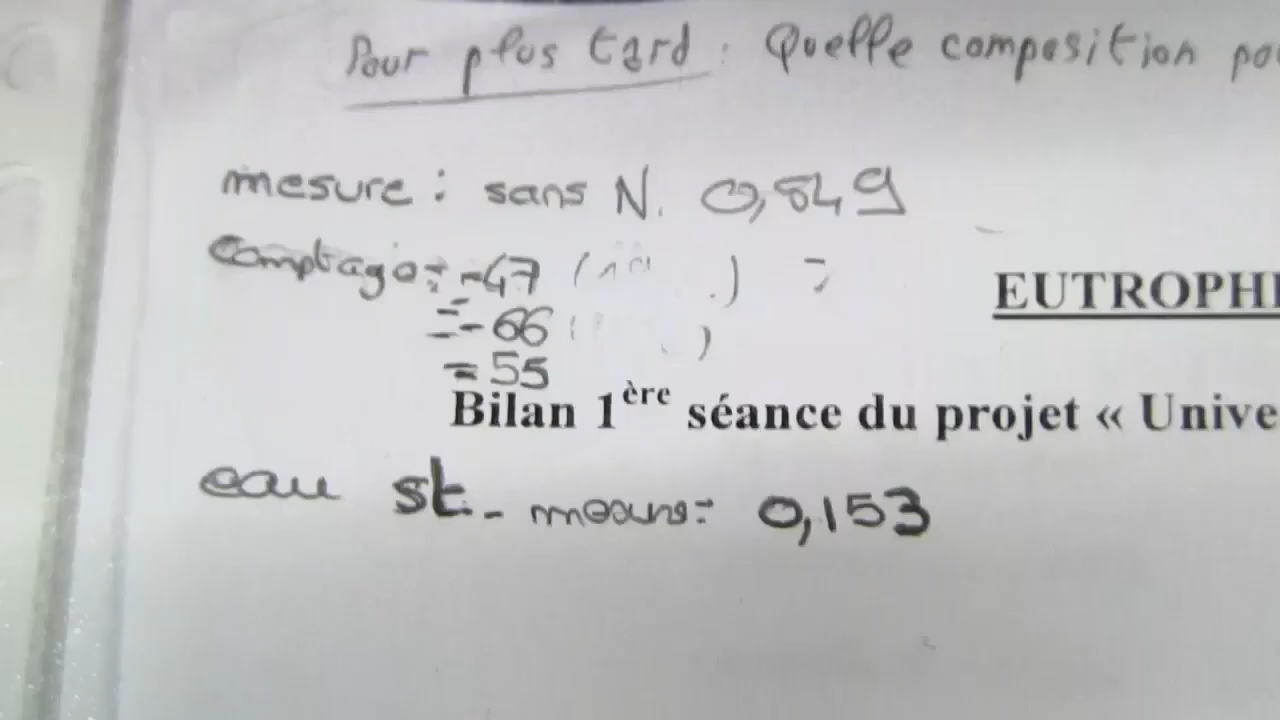 Pour plus tard : Quelle composition
mesure : sans N. 0,849
Comptage : -47 ( )
=-66 ( )
EUTROPHI
=55
Bilan 1ère séance du projet « Unive
eau st - mesure: 0,153